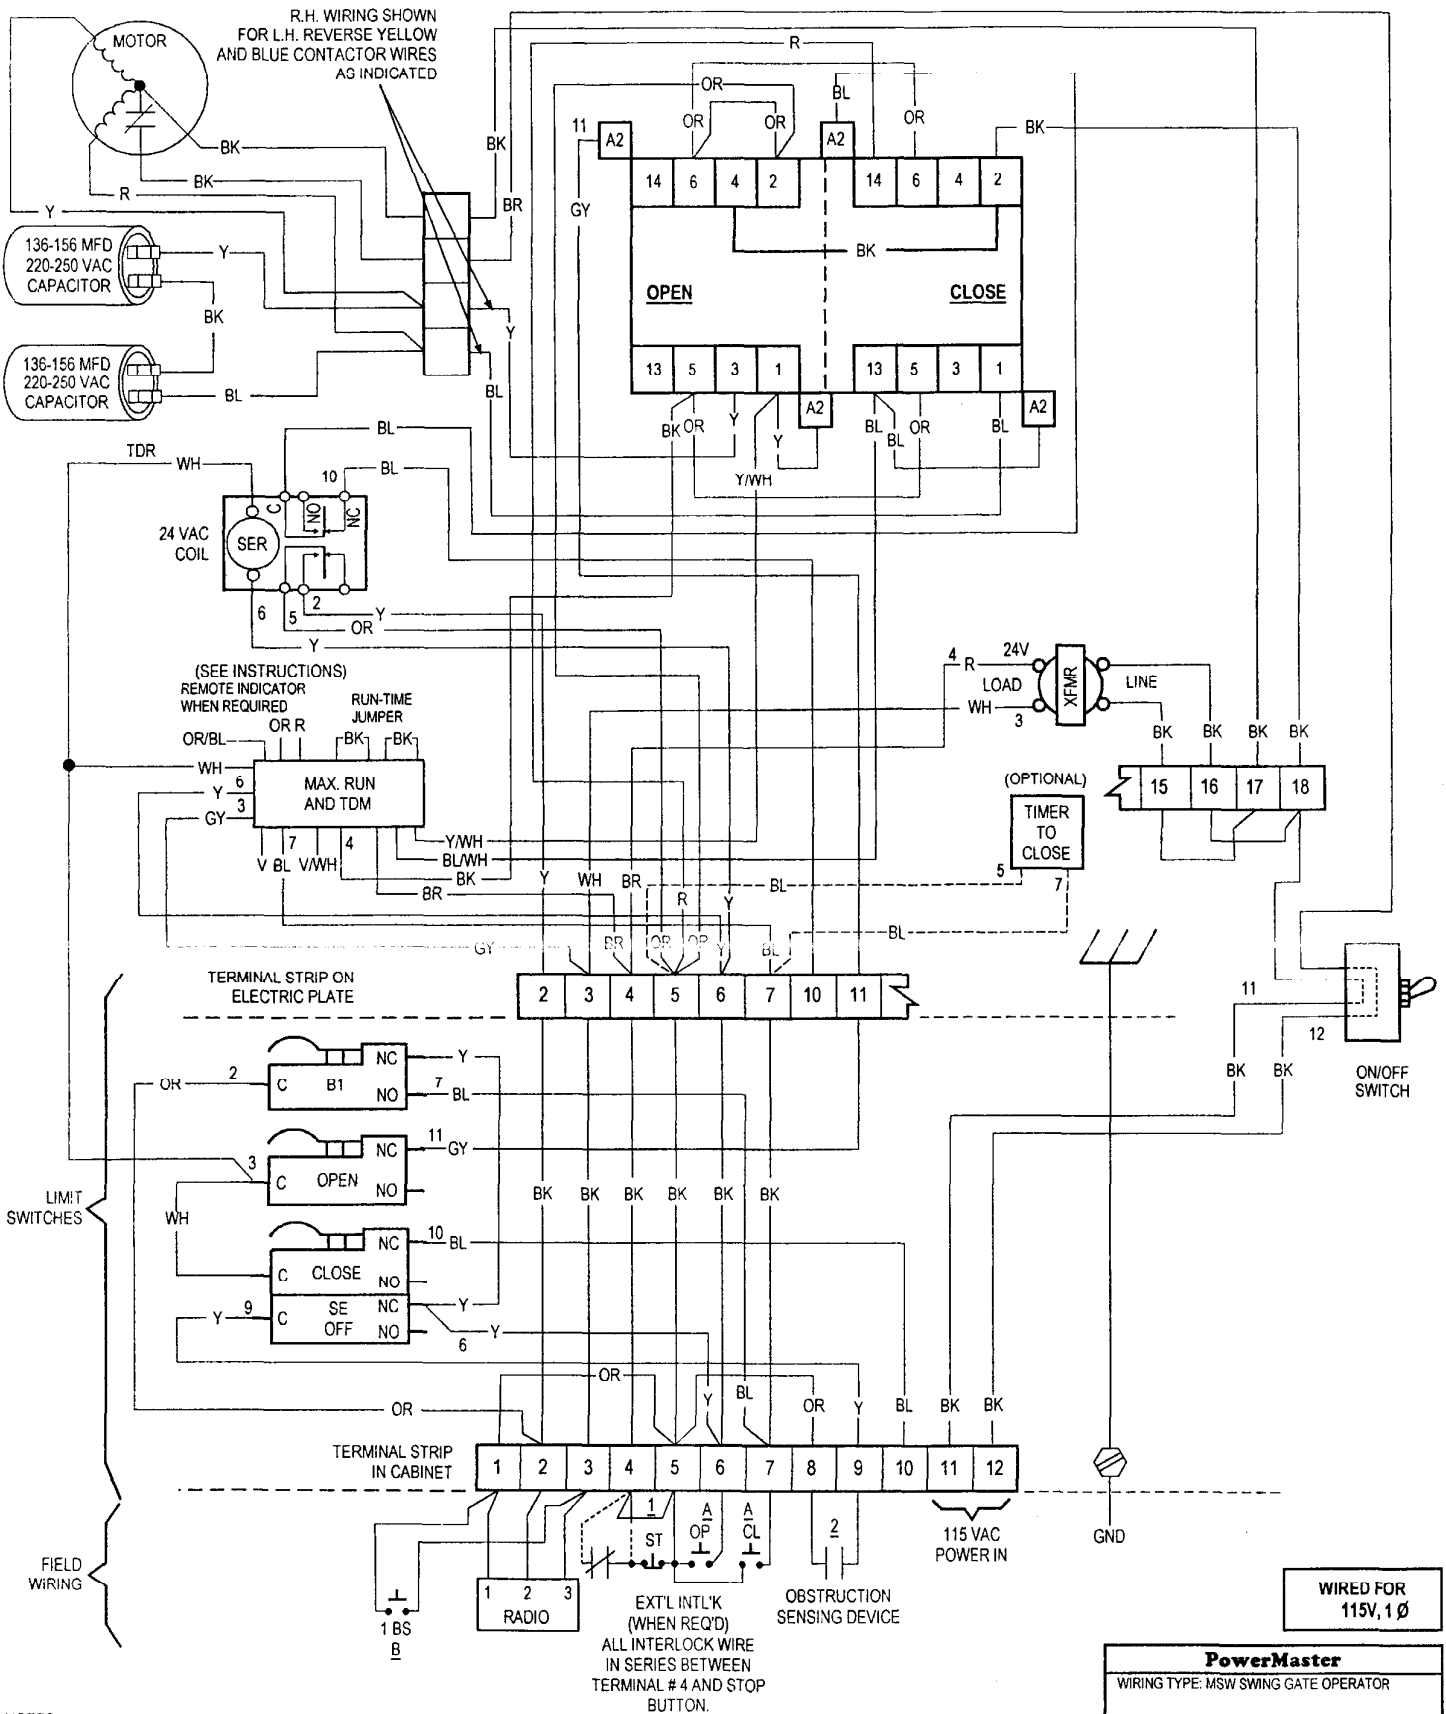 R.H. WIRING SHOWN
FOR L.H. REVERSE YELLOW
AND BLUE CONTACTOR WIRES
AS INDICATED
MOTOR
BK
BK
R
Y
BK
BR
136-156 MFD
220-250 VAC
CAPACITOR
Y
BK
136-156 MFD
220-250 VAC
CAPACITOR
BL
Y
BL
R
OR
BL
OR
OR
OR
BK
11
A2
A2
GY
14
6
4
2
14
6
4
2
BK
OPEN
CLOSE
13
5
3
1
13
5
3
1
A2
A2
BK
OR
Y
Y
Y/WH
BL
BL
OR
BL
TDR
WH
BL
10
BL
C
NO
NC
24 VAC
COIL
SER
6
5
2
Y
OR
Y
(SEE INSTRUCTIONS)
REMOTE INDICATOR
WHEN REQUIRED
RUN-TIME
JUMPER
OR R
OR/BL
BK
BK
WH
6
Y
3
GY
MAX. RUN
AND TDM
7
4
V BL V/WH
Y/WH
BL/WH
BK
BR
4
R
24V
LOAD
WH
3
XFMR
LINE
BK
BK
BK
BK
15
16
17
18
(OPTIONAL)
TIMER
TO
CLOSE
5
7
BL
BL
Y
WH
BR
R
Y
GY
BR
OR
OR
Y
BL
TERMINAL STRIP ON
ELECTRIC PLATE
2
3
4
5
6
7
10
11
11
12
ON/OFF
SWITCH
BK
BK
LIMIT
SWITCHES
OR
2
C
B1
NC
NO
Y
7
BL
3
C
OPEN
NC
NO
11
GY
WH
C
CLOSE
NC
NO
10
BL
Y
9
C
SE
OFF
NC
NO
Y
Y
6
BK
BK
BK
BK
BK
BK
OR
OR
Y
BL
OR
Y
BL
BK
BK
TERMINAL STRIP
IN CABINET
1
2
3
4
5
6
7
8
9
10
11
12
115 VAC
POWER IN
GND
FIELD
WIRING
1 BS
B
1
2
3
RADIO
1
ST
A
OP
A
CL
2
EXT'L INTL'K
(WHEN REQ'D)
ALL INTERLOCK WIRE
IN SERIES BETWEEN
TERMINAL # 4 AND STOP
BUTTON.
OBSTRUCTION
SENSING DEVICE
WIRED FOR
115V, 1 Ø
PowerMaster
WIRING TYPE: MSW SWING GATE OPERATOR